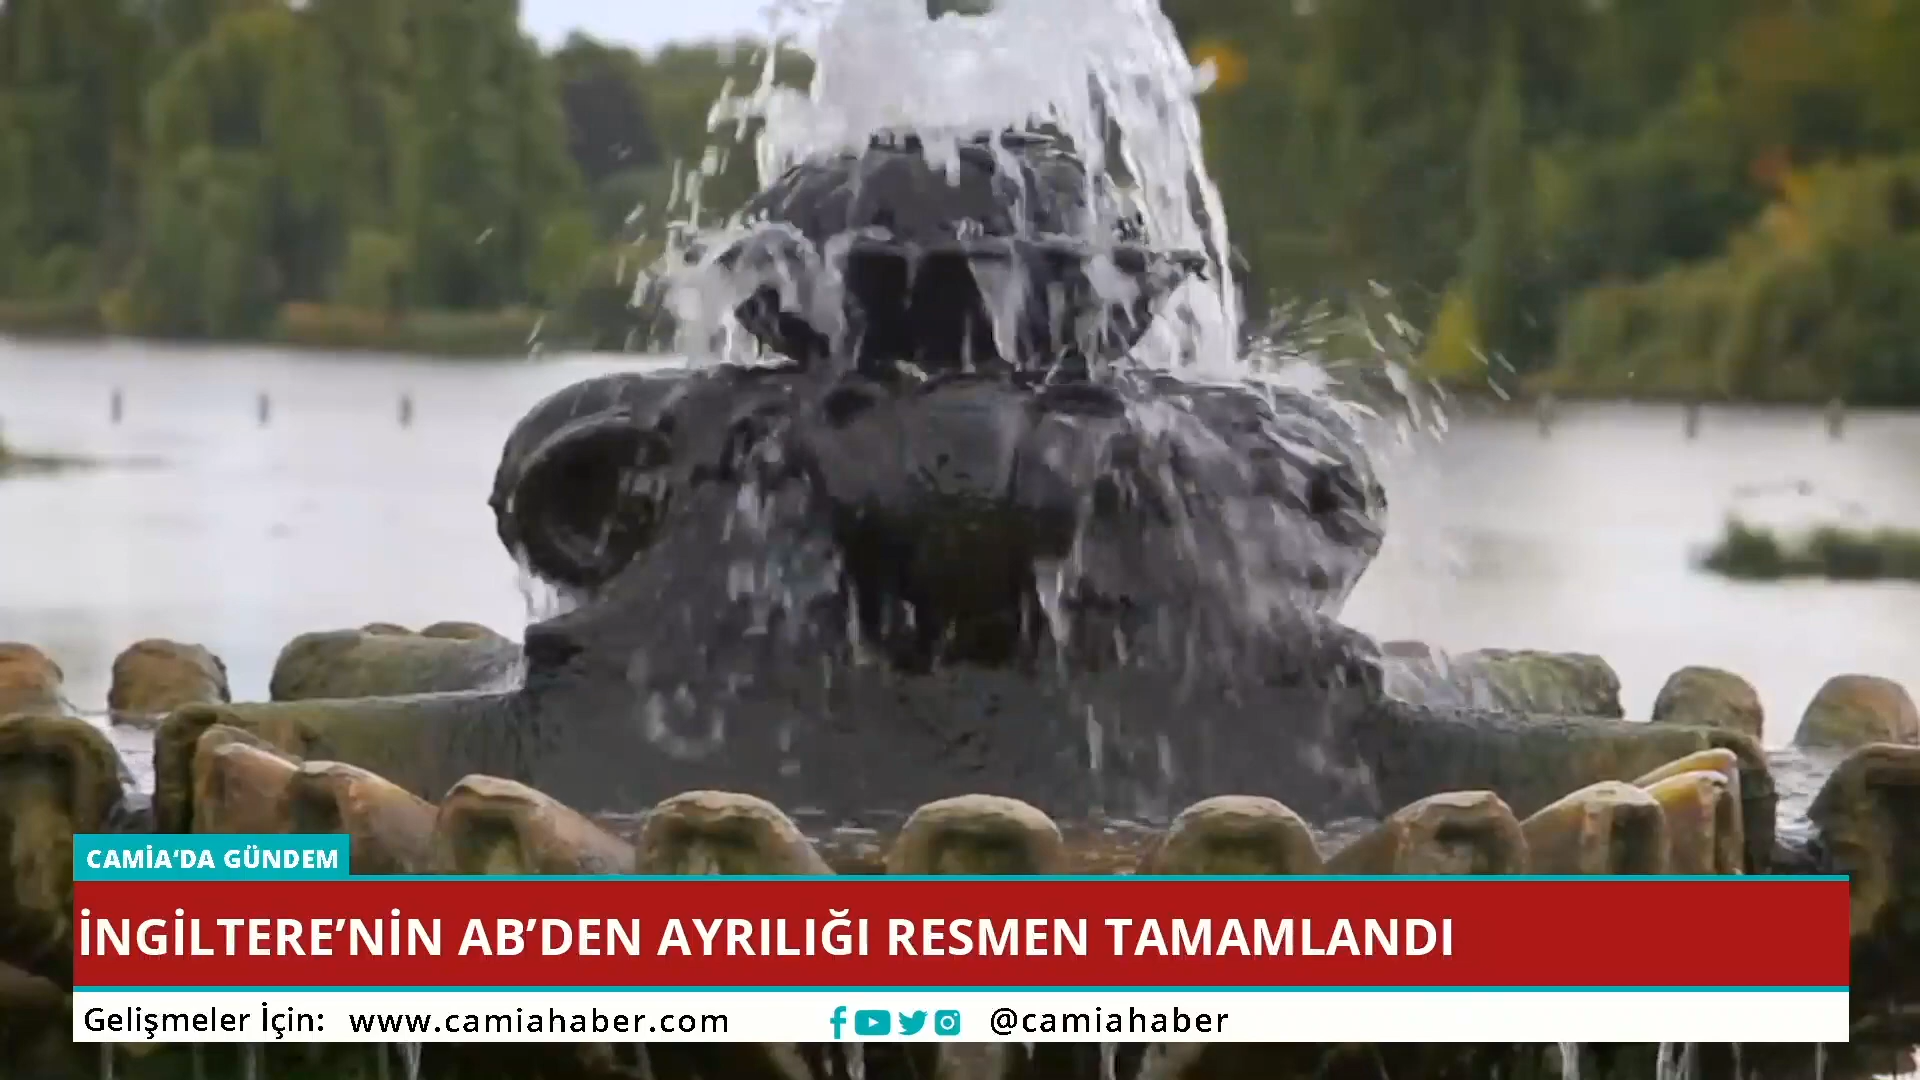 CAMİA'DA GÜNDEM
İNGİLTERE’NİN AB’DEN AYRILIĞI RESMEN TAMAMLANDI
Gelişmeler İçin: www.camiahaber.com @camiahaber